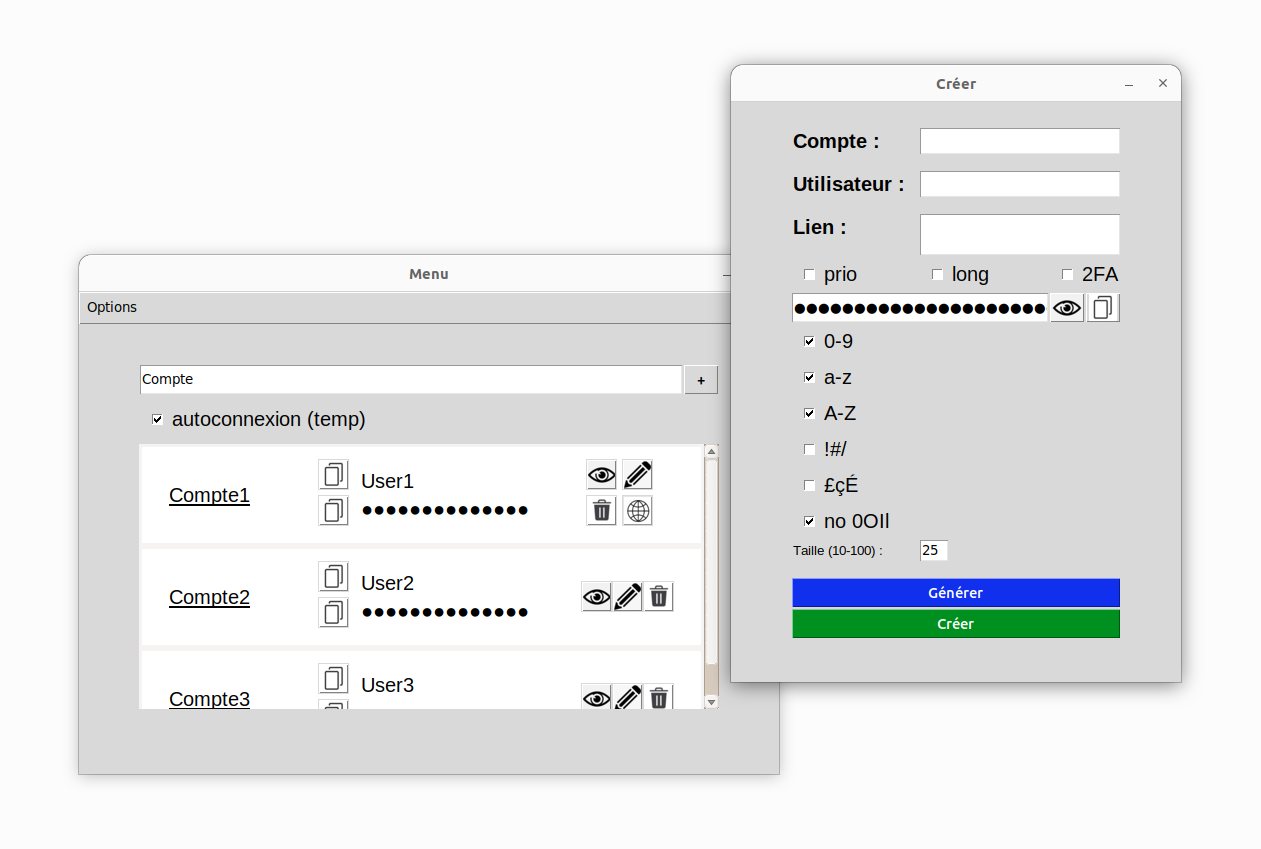 Menu
Options
Compte
+
autoconnexion (temp)
Compte1
User1
●●●●●●●●●●●●●●
Compte2
User2
●●●●●●●●●●●●●●
Compte3
User3
Créer
Compte :
Utilisateur :
Lien :
prio long 2FA
●●●●●●●●●●●●●●●●●●●●●
0-9
a-z
A-Z
!#/
£çÉ
no 0OIl
Taille (10-100) : 25
Générer
Créer